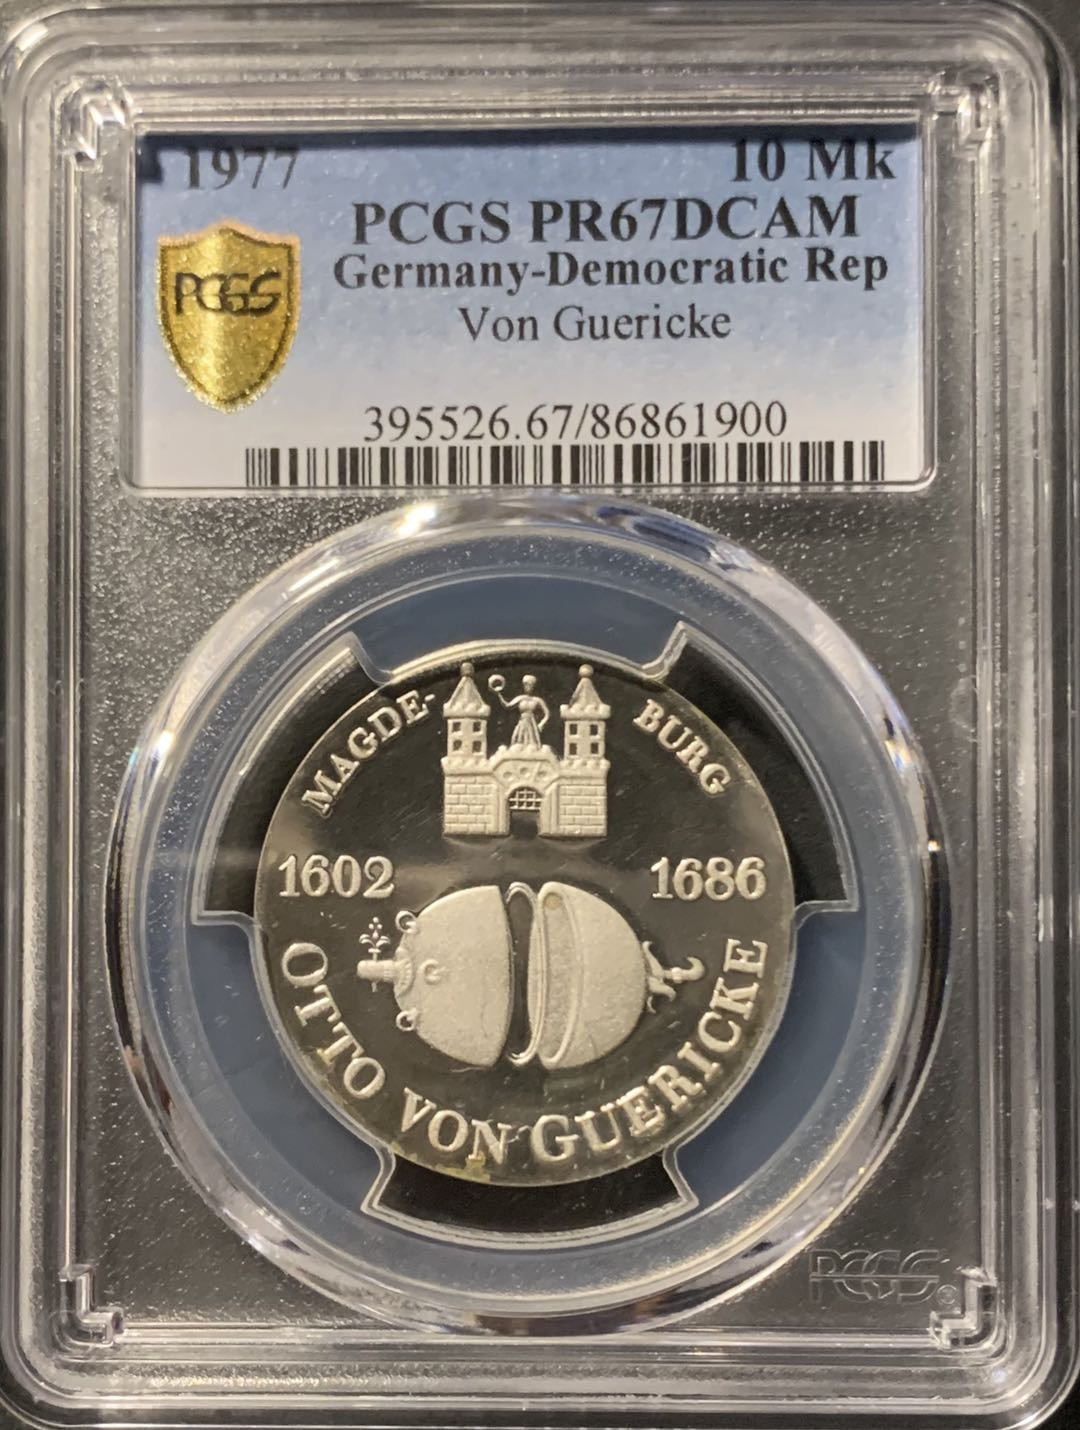 1977 10 Mk
PCGS PR67DCAM
Germany-Democratic Rep
Von Guericke
PCGS
395526.67/86861900
MAGDE-
BURG
1602 1686
OTTO VON GUERICKE
PCGS